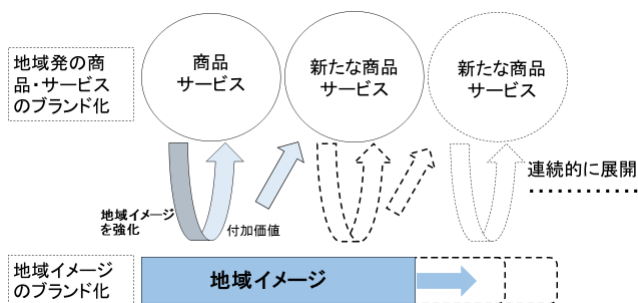 地域発の商
品・サービス
のブランド化
商品
サービス
新たな商品
サービス
新たな商品
サービス
地域イメージ
を強化
付加価値
連続的に展開
地域イメージ
のブランド化
地域イメージ